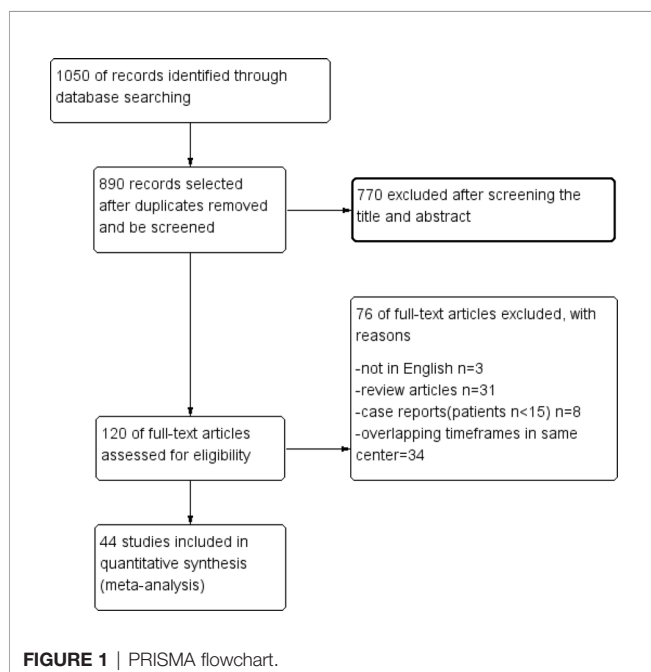 1050 of records identified through
database searching
890 records selected
after duplicates removed
and be screened
770 excluded after screening the
title and abstract
76 of full-text articles excluded, with
reasons
-not in English n=3
-review articles n=31
-case reports(patients n<15) n=8
-overlapping timeframes in same
center=34
120 of full-text articles
assessed for eligibility
44 studies included in
quantitative synthesis
(meta-analysis)
FIGURE 1 | PRISMA flowchart.